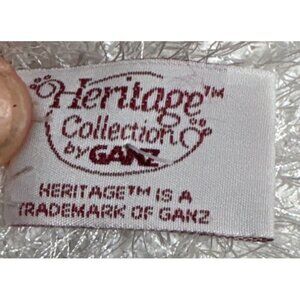 Heritage™
Collection
by GANZ
HERITAGE™ IS A
TRADEMARK OF GANZ